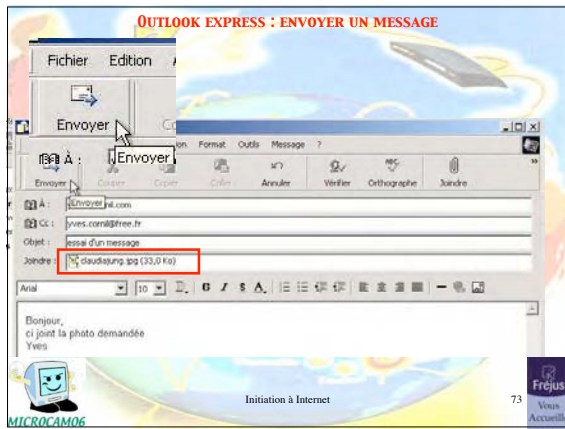 OUTLOOK EXPRESS : ENVOYER UN MESSAGE
Fichier Edition
Envoyer
À :
Envoyer
Format Outils Message ?
Envoyer Couper Copier Coller Annuler Vérifier Orthographe Joindre
À : Envoyer nil.com
Cc : yves.cornil@free.fr
Objet : essai d'un message
Joindre : claudiajung.jpg (33,0 Ko)
Arial 10 G I S A
Bonjour,
ci joint la photo demandée
Yves
MICROCAM06
Initiation à Internet
73
Fréjus
Vous
Accueille